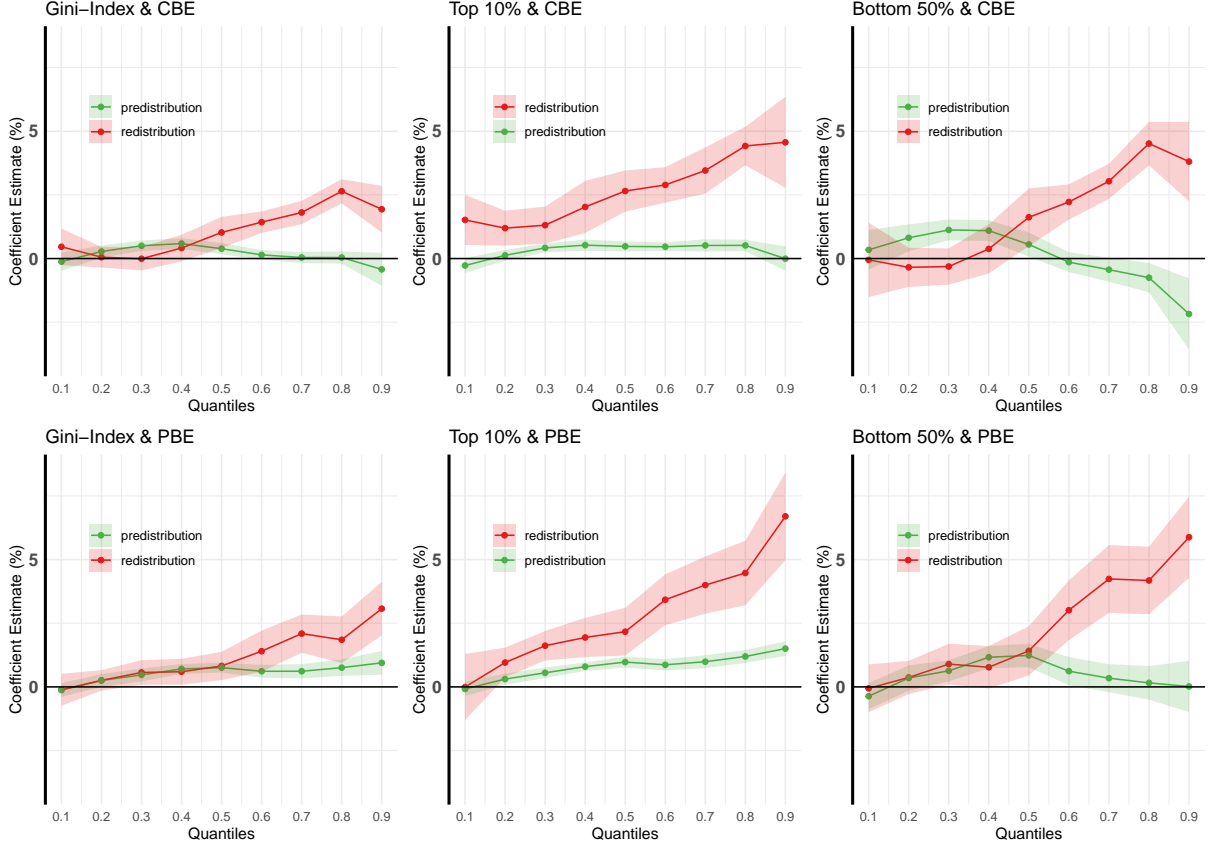 Gini−Index & CBE
Coefficient Estimate (%)
5
0
predistribution
redistribution
0.1 0.2 0.3 0.4 0.5 0.6 0.7 0.8 0.9
Quantiles
Top 10% & CBE
Coefficient Estimate (%)
5
0
redistribution
predistribution
0.1 0.2 0.3 0.4 0.5 0.6 0.7 0.8 0.9
Quantiles
Bottom 50% & CBE
Coefficient Estimate (%)
5
0
predistribution
redistribution
0.1 0.2 0.3 0.4 0.5 0.6 0.7 0.8 0.9
Quantiles
Gini−Index & PBE
Coefficient Estimate (%)
5
0
predistribution
redistribution
0.1 0.2 0.3 0.4 0.5 0.6 0.7 0.8 0.9
Quantiles
Top 10% & PBE
Coefficient Estimate (%)
5
0
redistribution
predistribution
0.1 0.2 0.3 0.4 0.5 0.6 0.7 0.8 0.9
Quantiles
Bottom 50% & PBE
Coefficient Estimate (%)
5
0
predistribution
redistribution
0.1 0.2 0.3 0.4 0.5 0.6 0.7 0.8 0.9
Quantiles